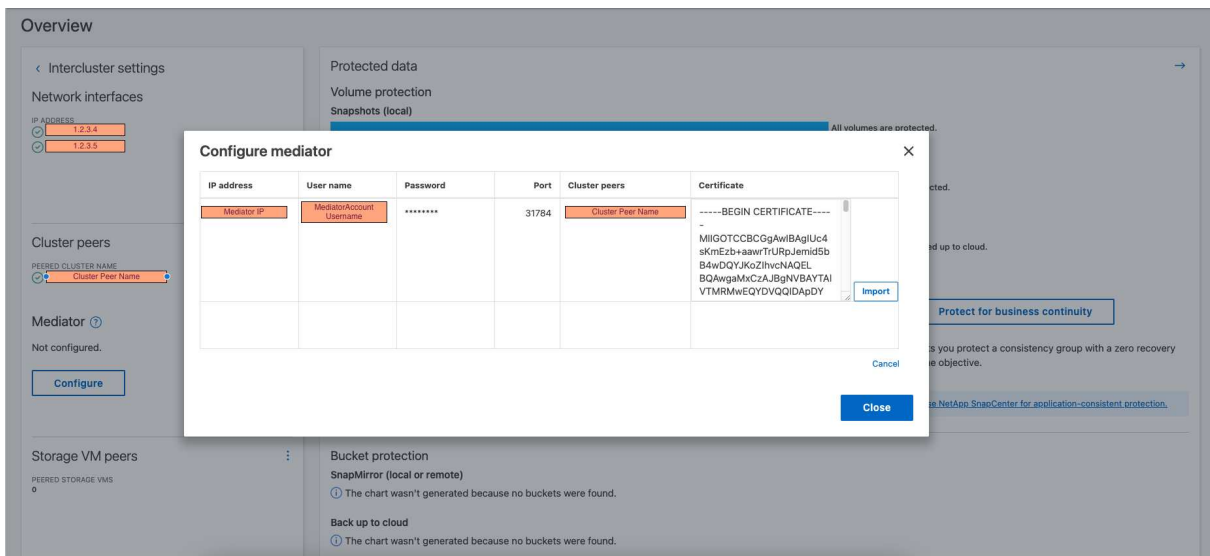 Overview
Intercluster settings
Network interfaces
IP ADDRESS
1.2.3.4
1.2.3.5
Cluster peers
PEERED CLUSTER NAME
Cluster Peer Name
Mediator
Not configured.
Configure
Storage VM peers
PEERED STORAGE VMS
0
Protected data
Volume protection
Snapshots (local)
All volumes are protected.
cted.
ed up to cloud.
Protect for business continuity
ts you protect a consistency group with a zero recovery
e objective.
se NetApp SnapCenter for application-consistent protection.
Configure mediator
IP address User name Password Port Cluster peers Certificate
Mediator IP
MediatorAccount
Username
********
31784
Cluster Peer Name
-----BEGIN CERTIFICATE----
-
MIIGOTCCBCGgAwIBAgIUc4
sKmEzb+aawrTrURpJemid5b
B4wDQYJKoZIhvcNAQEL
BQAwgaMxCzAJBgNVBAYTAl
VTMRMwEQYDVQQIDApDY
Import
Cancel
Close
Bucket protection
SnapMirror (local or remote)
The chart wasn't generated because no buckets were found.
Back up to cloud
The chart wasn't generated because no buckets were found.